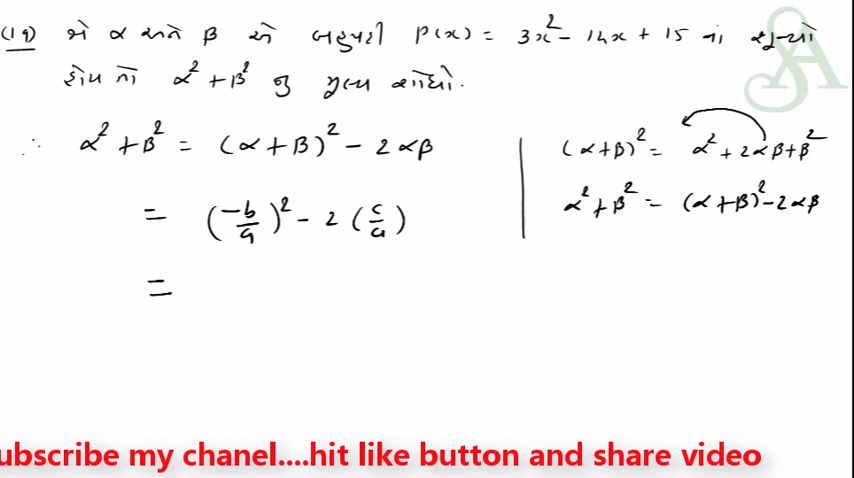 (19) જો α અને β એ બહુપદી P(x) = 3x² - 14x + 15 નાં શૂન્યો
હોય તો α² + β² નું મુલ્ય શોધો.
∴ α² + β² = (α + β)² - 2αβ
= (-b/a)² - 2(c/a)
=
(α+β)² = α² + 2αβ + β²
α² + β² = (α+β)² - 2αβ
SA
ubscribe my chanel....hit like button and share video